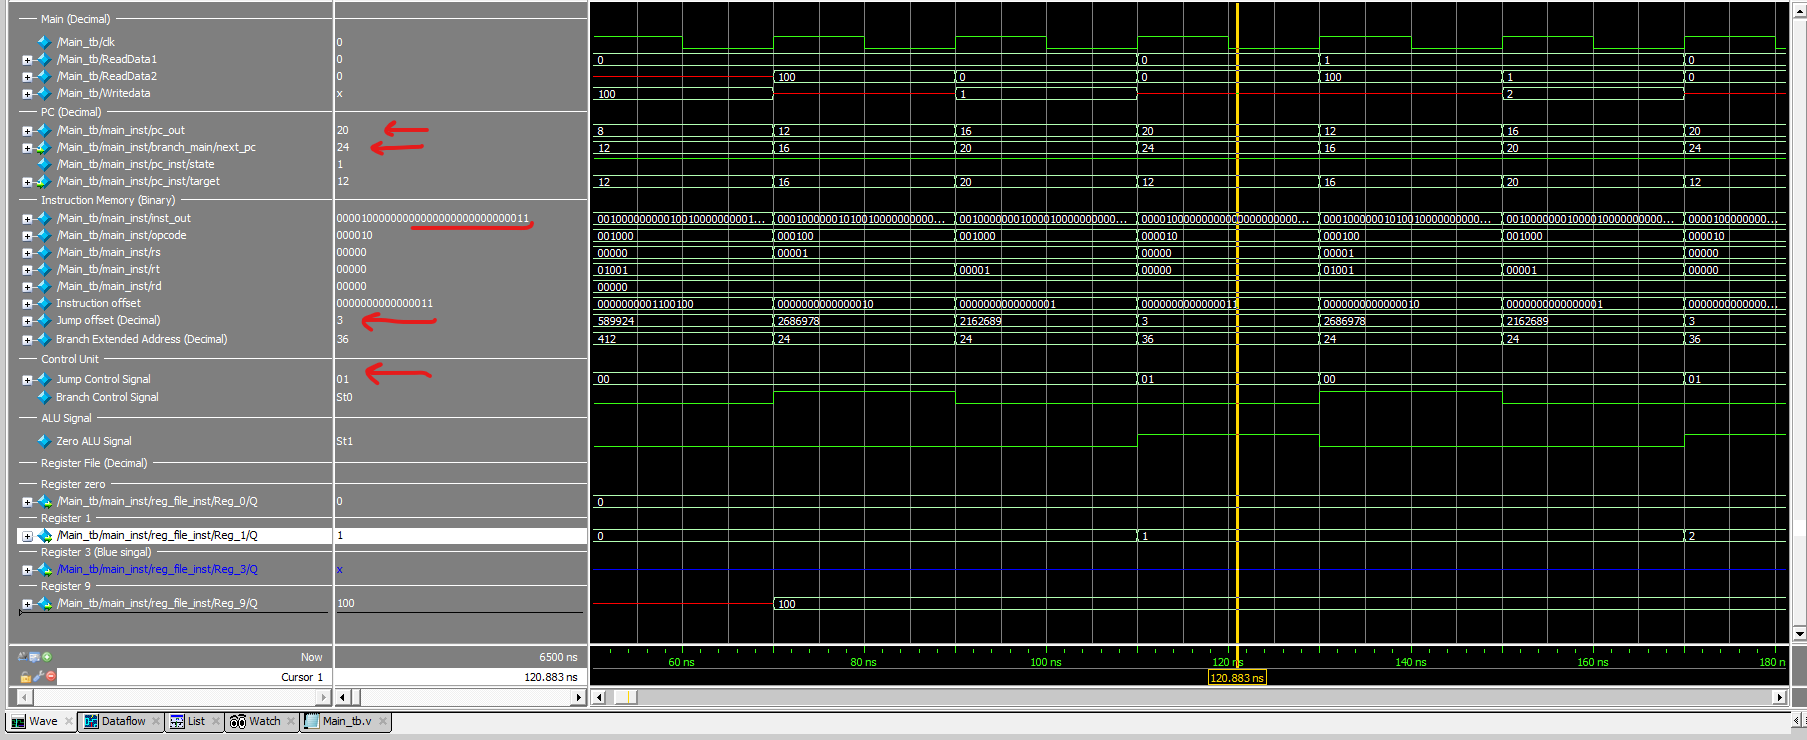 Main (Decimal)
/Main_tb/clk 0
/Main_tb/ReadData1 0 0 0 1 0
/Main_tb/ReadData2 0 100 0 0 100 1 0
/Main_tb/Writedata x 100 1 2
PC (Decimal)
/Main_tb/main_inst/pc_out 20 8 12 16 20 12 16 20
/Main_tb/main_inst/branch_main/next_pc 24 12 16 20 24 16 20 24
/Main_tb/main_inst/pc_inst/state 1
/Main_tb/main_inst/pc_inst/target 12 12 16 20 12 16 20 12
Instruction Memory (Binary)
/Main_tb/main_inst/inst_out
/Main_tb/main_inst/opcode 000010 001000 000100 001000 000010 000100 001000 000010
/Main_tb/main_inst/rs 00000 00000 00001 00000 00001 00000
/Main_tb/main_inst/rt 00000 01001 00001 00000 01001 00001 00000
/Main_tb/main_inst/rd 00000 00000
Instruction offset 0000000000000011 0000000001100100 0000000000000010 0000000000000001 0000000000000011 0000000000000010 0000000000000001
Jump offset (Decimal) 3 589924 2686978 2162689 3 2686978 2162689 3
Branch Extended Address (Decimal) 36 412 24 24 36 24 24 36
Control Unit
Jump Control Signal 01 00 01 00 01
Branch Control Signal St0
ALU Signal
Zero ALU Signal St1
Register File (Decimal)
Register zero
/Main_tb/main_inst/reg_file_inst/Reg_0/Q 0 0
Register 1
/Main_tb/main_inst/reg_file_inst/Reg_1/Q 1 0 1 2
Register 3 (Blue singal)
/Main_tb/main_inst/reg_file_inst/Reg_3/Q x
Register 9
/Main_tb/main_inst/reg_file_inst/Reg_9/Q 100 100
Now 6500 ns 60 ns 80 ns 100 ns 120 ns 140 ns 160 ns 180 n
Cursor 1 120.883 ns 120.883 ns
Wave Dataflow List Watch Main_tb.v